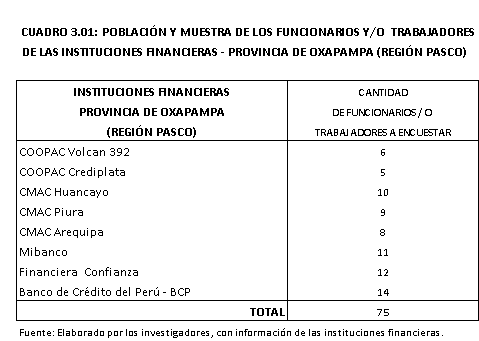 CUADRO 3.01: POBLACIÓN Y MUESTRA DE LOS FUNCIONARIOS Y/O TRABAJADORES
DE LAS INSTITUCIONES FINANCIERAS - PROVINCIA DE OXAPAMPA (REGIÓN PASCO)
INSTITUCIONES FINANCIERAS
PROVINCIA DE OXAPAMPA
(REGIÓN PASCO)
CANTIDAD
DE FUNCIONARIOS / O
TRABAJADORES A ENCUESTAR
COOPAC Volcan 392 6
COOPAC Crediplata 5
CMAC Huancayo 10
CMAC Piura 9
CMAC Arequipa 8
Mibanco 11
Financiera Confianza 12
Banco de Crédito del Perú - BCP 14
TOTAL 75
Fuente: Elaborado por los investigadores, con información de las instituciones financieras.